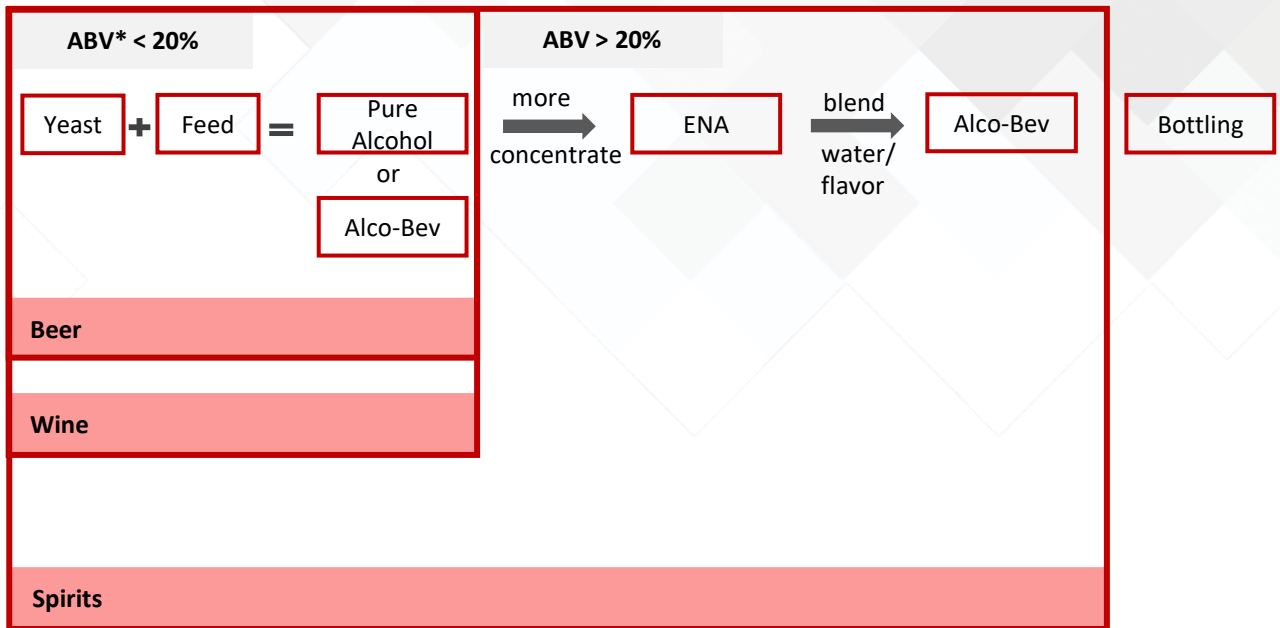 ABV* < 20%
ABV > 20%
Yeast + Feed =
Pure
Alcohol
or
Alco-Bev
more
concentrate
ENA
blend
water/
flavor
Alco-Bev
Bottling
Beer
Wine
Spirits